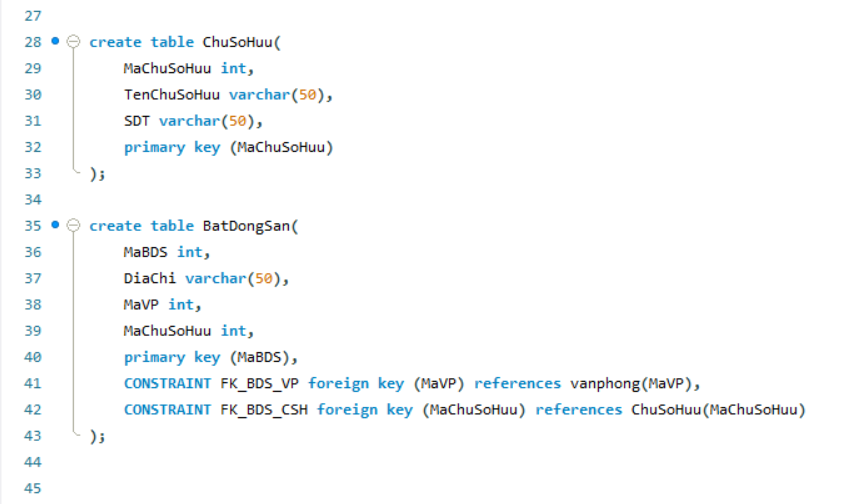 27
28 create table ChuSoHuu(
29 MaChuSoHuu int,
30 TenChuSoHuu varchar(50),
31 SDT varchar(50),
32 primary key (MaChuSoHuu)
33 );
34
35 create table BatDongSan(
36 MaBDS int,
37 DiaChi varchar(50),
38 MaVP int,
39 MaChuSoHuu int,
40 primary key (MaBDS),
41 CONSTRAINT FK_BDS_VP foreign key (MaVP) references vanphong(MaVP),
42 CONSTRAINT FK_BDS_CSH foreign key (MaChuSoHuu) references ChuSoHuu(MaChuSoHuu)
43 );
44
45